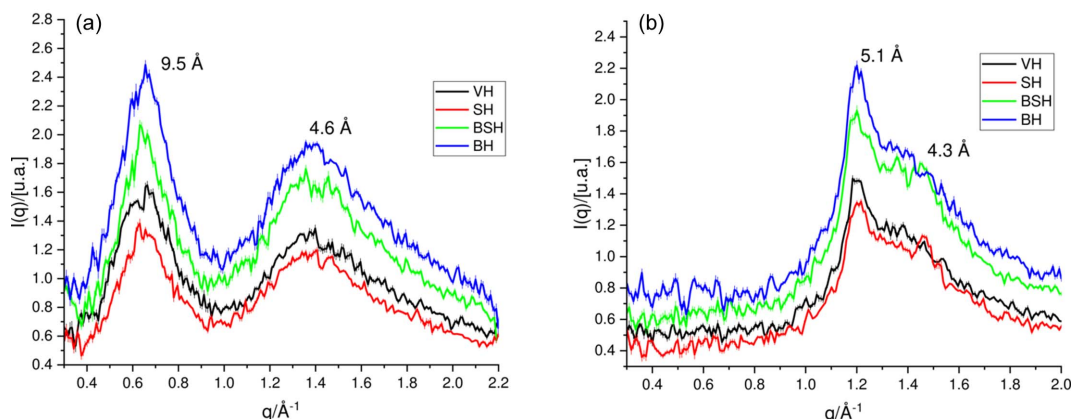 (a)
9.5 Å
4.6 Å
VH
SH
BSH
BH
I(q)/[u.a.]
2.8
2.6
2.4
2.2
2.0
1.8
1.6
1.4
1.2
1.0
0.8
0.6
0.4
0.4 0.6 0.8 1.0 1.2 1.4 1.6 1.8 2.0 2.2
q/Å-1
(b)
5.1 Å
4.3 Å
VH
SH
BSH
BH
I(q)/[u.a.]
2.4
2.2
2.0
1.8
1.6
1.4
1.2
1.0
0.8
0.6
0.4
0.4 0.6 0.8 1.0 1.2 1.4 1.6 1.8 2.0
q/Å-1